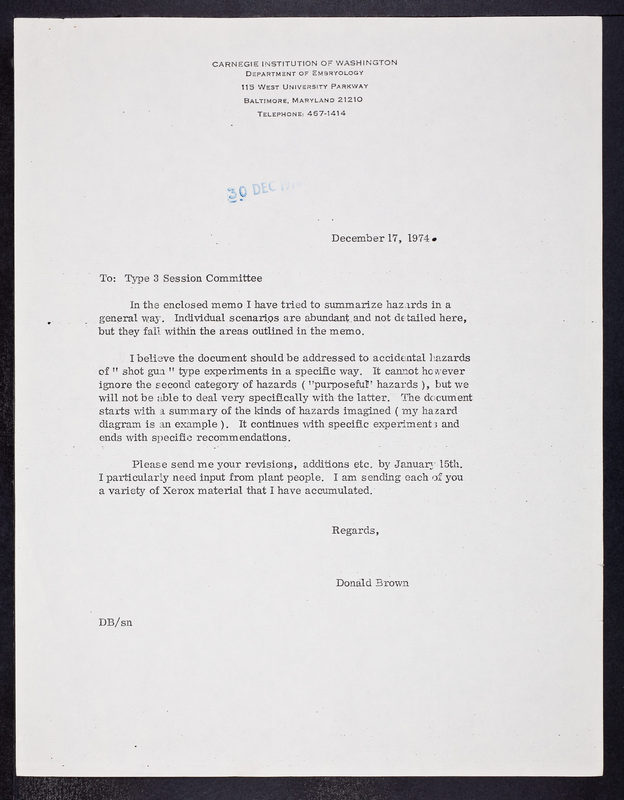 CARNEGIE INSTITUTION OF WASHINGTON
DEPARTMENT OF EMBRYOLOGY
115 WEST UNIVERSITY PARKWAY
BALTIMORE, MARYLAND 21210
TELEPHONE: 467-1414
30 DEC
December 17, 1974.
To: Type 3 Session Committee
In the enclosed memo I have tried to summarize hazards in a
general way. Individual scenarios are abundant and not detailed here,
but they fall within the areas outlined in the memo.
I believe the document should be addressed to accidental hazards
of " shot gun " type experiments in a specific way. It cannot however
ignore the second category of hazards ( "purposeful" hazards ), but we
will not be able to deal very specifically with the latter. The document
starts with a summary of the kinds of hazards imagined ( my hazard
diagram is an example ). It continues with specific experiments and
ends with specific recommendations.
Please send me your revisions, additions etc. by January 15th.
I particularly need input from plant people. I am sending each of you
a variety of Xerox material that I have accumulated.
Regards,
Donald Brown
DB/sn